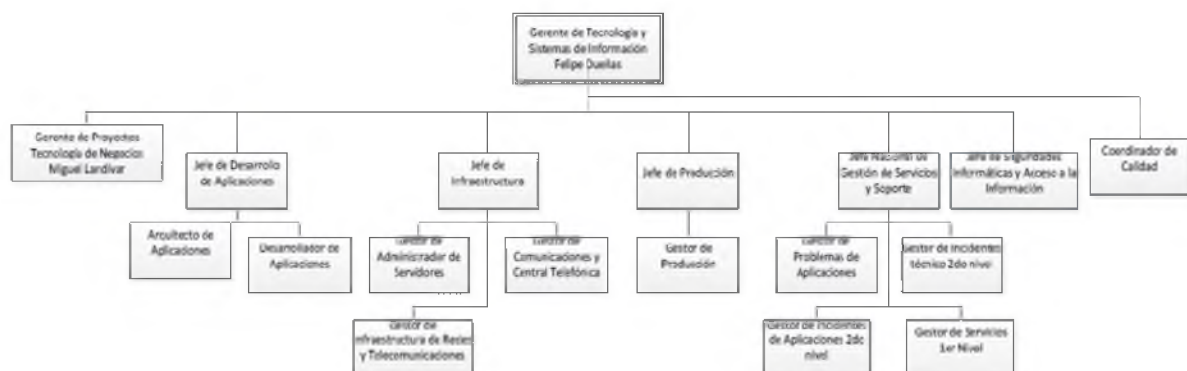 Gerente de Tecnología y
Sistemas de Información
Felipe Dueñas
Gerente de Proyectos
Tecnología de Negocios
Miguel Landivar
Jefe de Desarrollo
de Aplicaciones
Jefe de
Infraestructura
Jefe de Producción
Jefe Nacional de
Gestión de Servicios
y Soporte
Jefe de Seguridades
Informáticas y Acceso a la
Información
Coordinador de
Calidad
Arquitecto de
Aplicaciones
Desarrollador de
Aplicaciones
Gestor de
Administrador de
Servidores
Gestor de
Comunicaciones y
Central Telefónica
Gestor de
Producción
Gestor de
Problemas de
Aplicaciones
Gestor de Incidentes
técnico 2do nivel
Gestor de
Infraestructura de Redes
y Telecomunicaciones
Gestor de Incidentes
de Aplicaciones 2do
nivel
Gestor de Servicios
1er Nivel